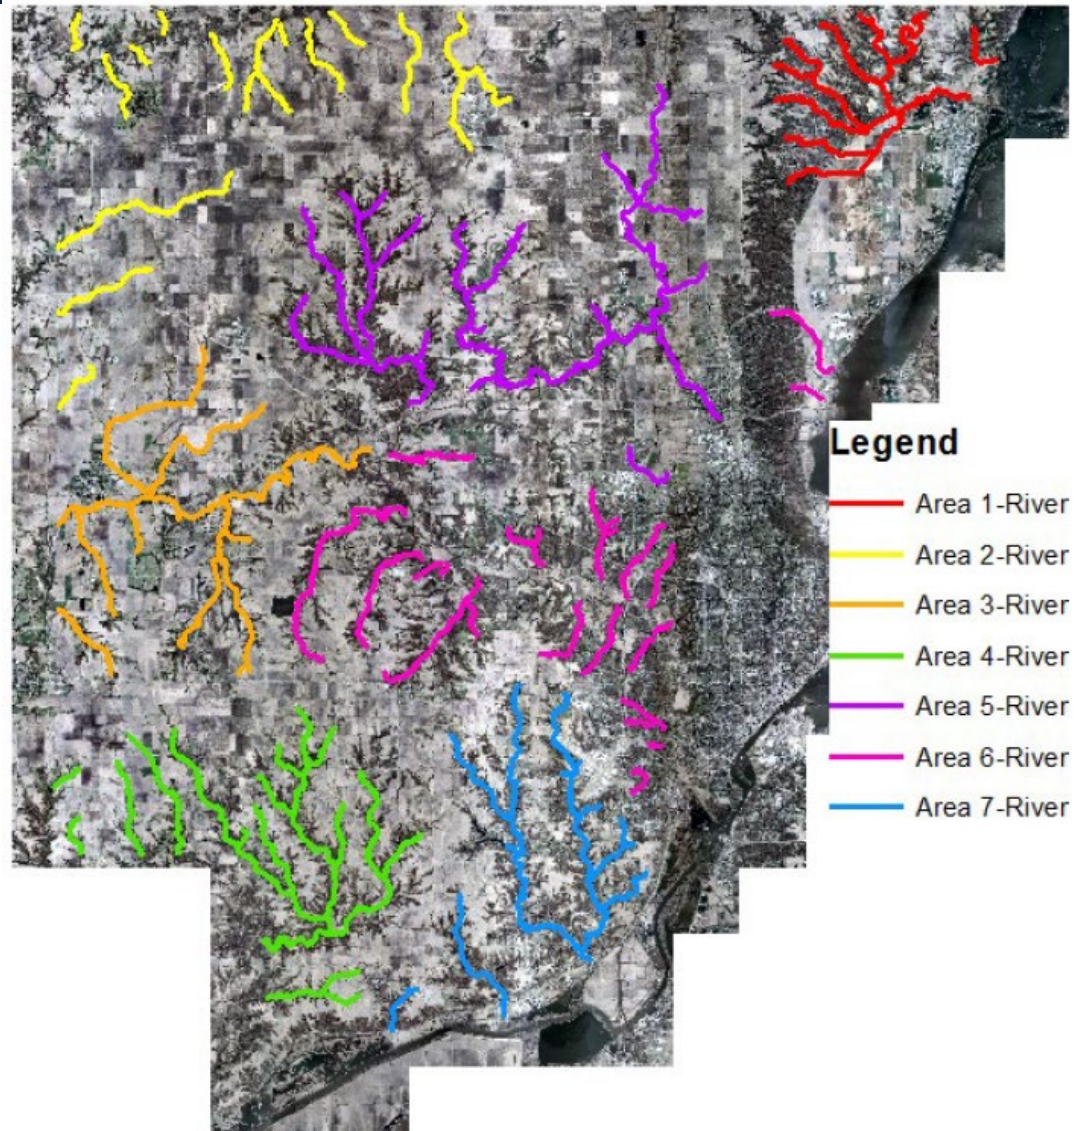 Legend
Area 1-River
Area 2-River
Area 3-River
Area 4-River
Area 5-River
Area 6-River
Area 7-River